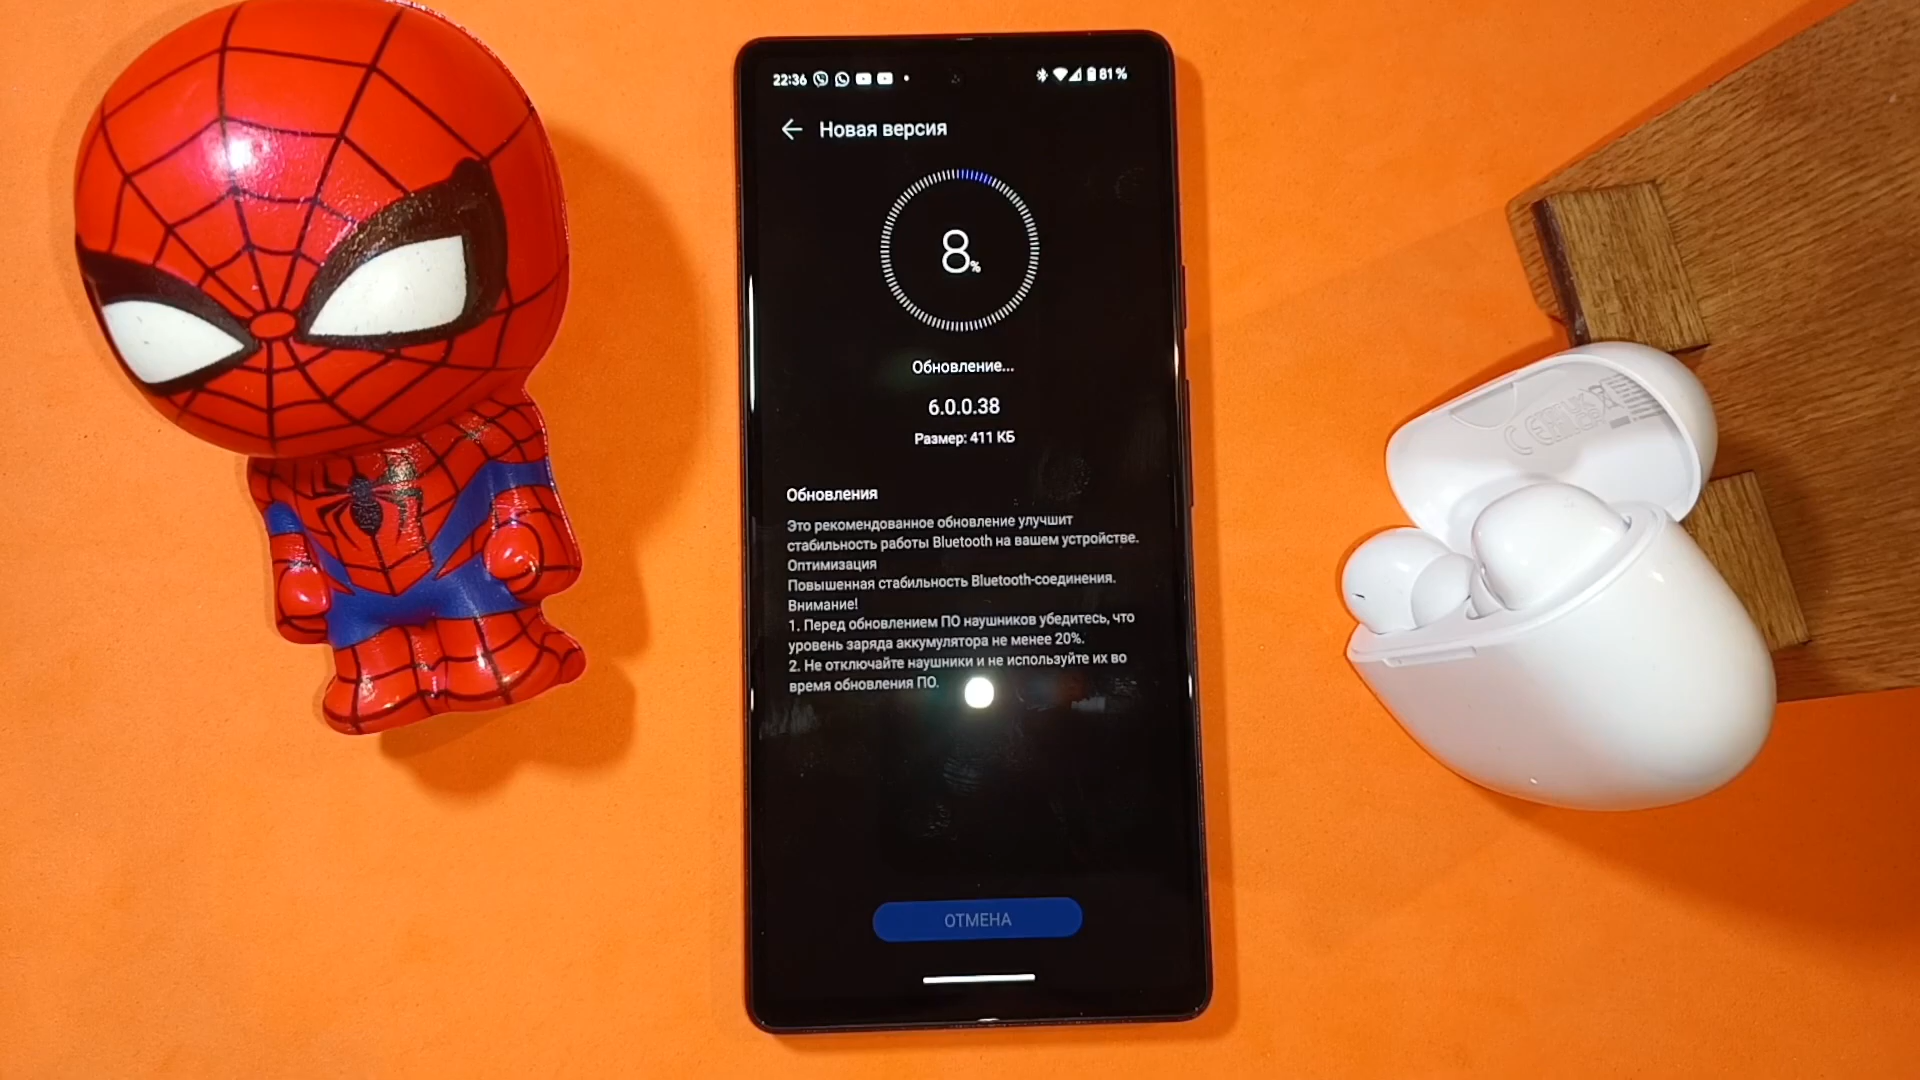 22:36
81%
Новая версия
8%
Обновление...
6.0.0.38
Размер: 411 КБ
Обновления
Это рекомендованное обновление улучшит
стабильность работы Bluetooth на вашем устройстве.
Оптимизация
Повышенная стабильность Bluetooth-соединения.
Внимание!
1. Перед обновлением ПО наушников убедитесь, что
уровень заряда аккумулятора не менее 20%.
2. Не отключайте наушники и не используйте их во
время обновления ПО.
ОТМЕНА